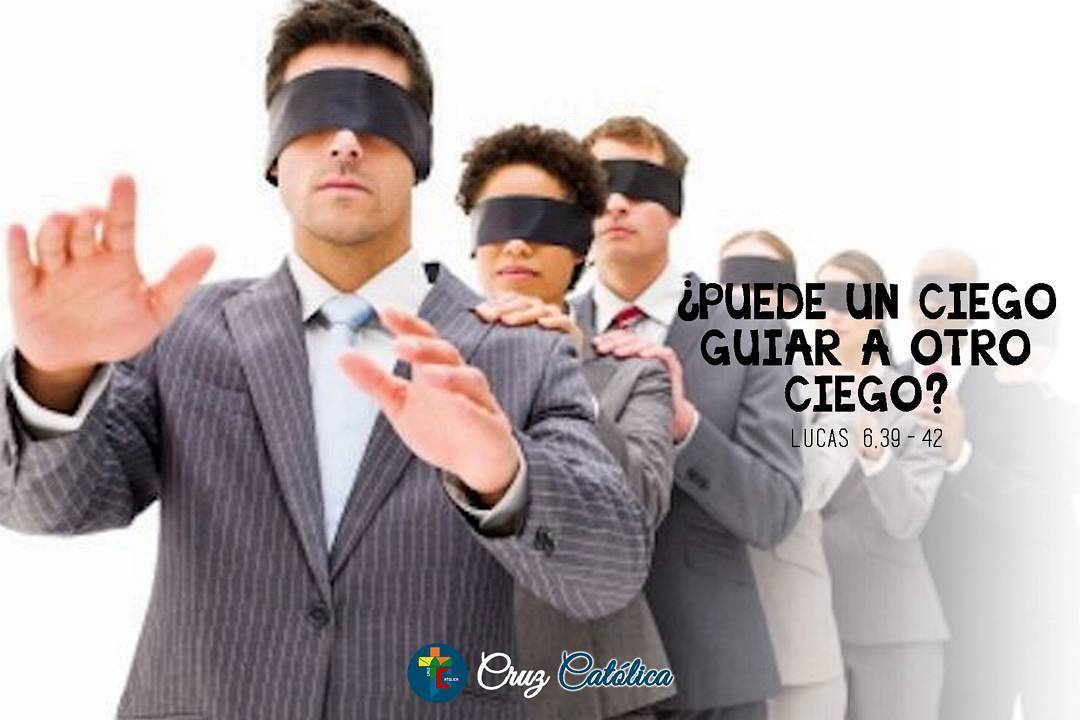 ¿PUEDE UN CIEGO
GUIAR A OTRO
CIEGO?
LUCAS 6,39 - 42
Cruz Católica